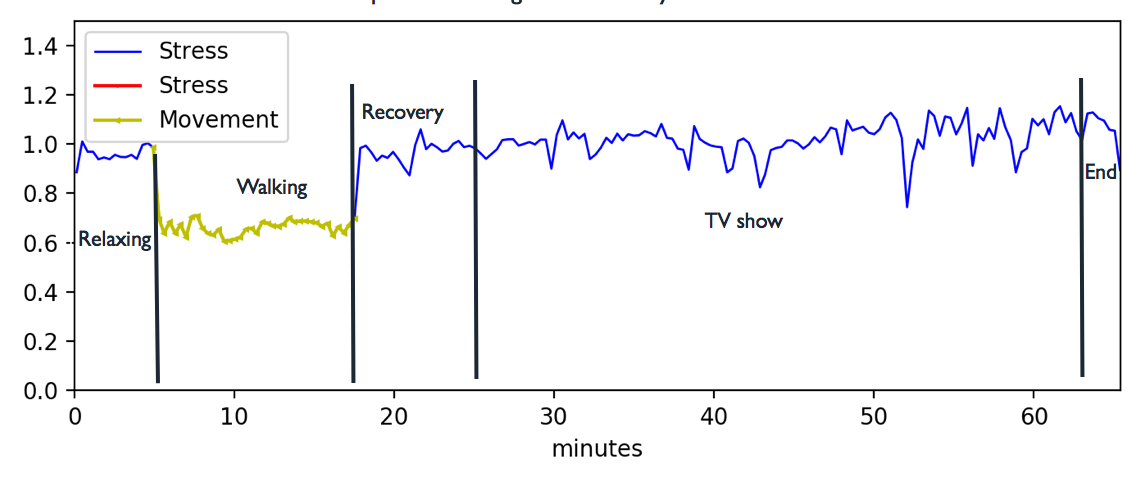 1.4
1.2
1.0
0.8
0.6
0.4
0.2
0.0
Stress
Stress
Movement
Relaxing
Walking
Recovery
TV show
End
0 10 20 30 40 50 60
minutes